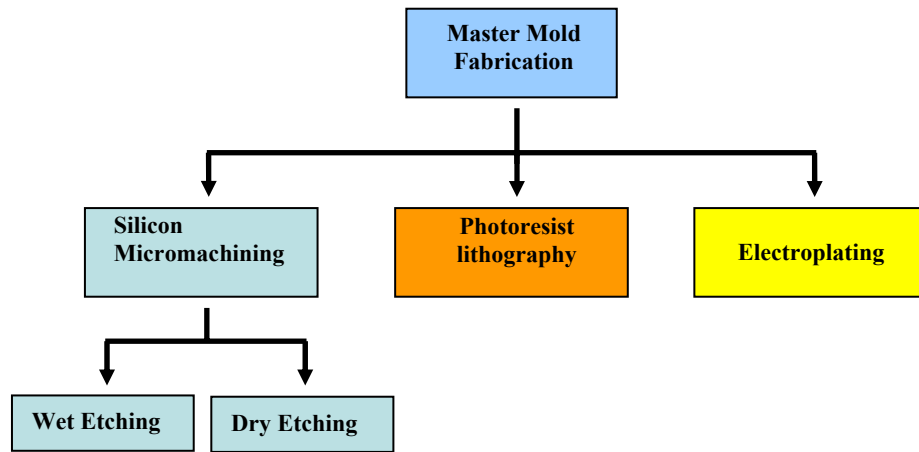 Master Mold
Fabrication
Silicon
Micromachining
Photoresist
lithography
Electroplating
Wet Etching
Dry Etching